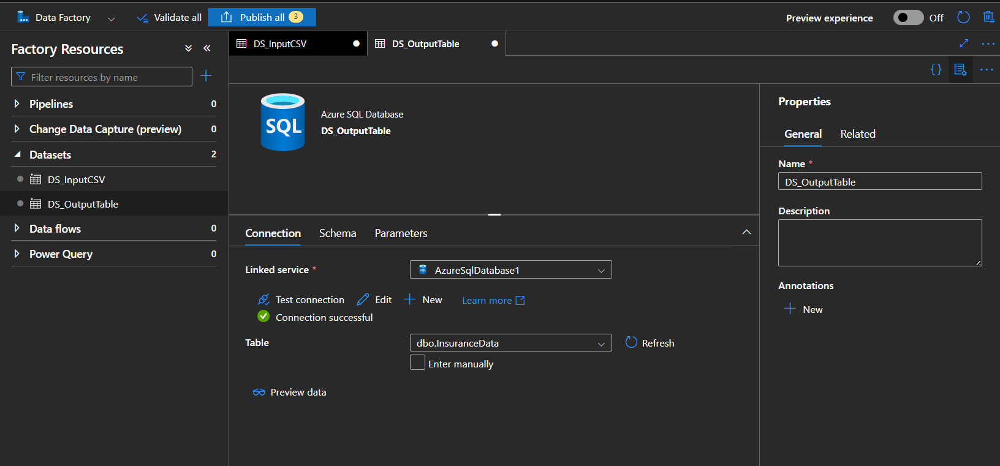 Data Factory
Validate all
Publish all 3
Preview experience
Off
Factory Resources
Filter resources by name
Pipelines 0
Change Data Capture (preview) 0
Datasets 2
DS_InputCSV
DS_OutputTable
Data flows 0
Power Query 0
DS_InputCSV
DS_OutputTable
{}
SQL
Azure SQL Database
DS_OutputTable
Connection Schema Parameters
Linked service *
SQL AzureSqlDatabase1
Test connection Edit New Learn more
Connection successful
Table
dbo.InsuranceData
Refresh
Enter manually
Preview data
Properties
General Related
Name *
DS_OutputTable
Description
Annotations
New